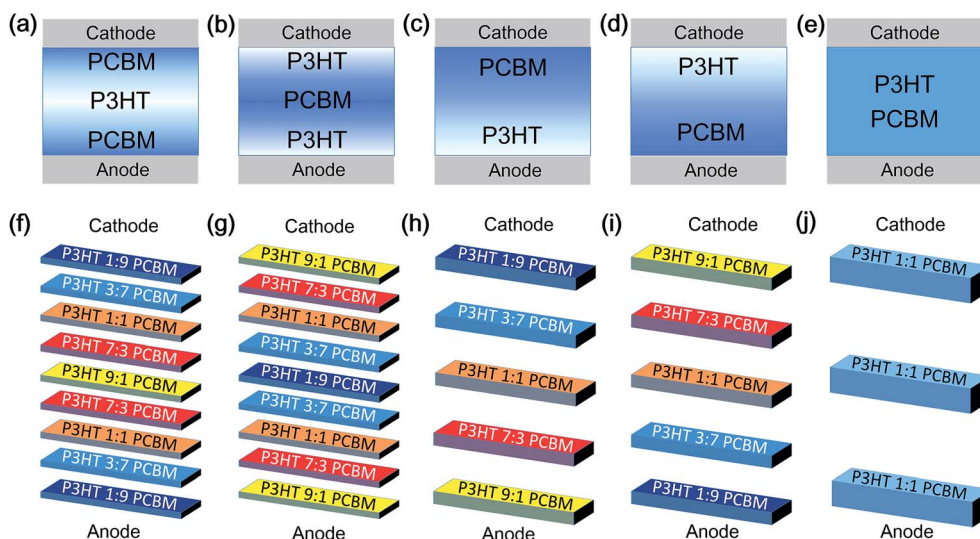 (a)
Cathode
PCBM
P3HT
PCBM
Anode
(b)
Cathode
P3HT
PCBM
P3HT
Anode
(c)
Cathode
PCBM
P3HT
Anode
(d)
Cathode
P3HT
PCBM
Anode
(e)
Cathode
P3HT
PCBM
Anode
(f)
Cathode
P3HT 1:9 PCBM
P3HT 3:7 PCBM
P3HT 1:1 PCBM
P3HT 7:3 PCBM
P3HT 9:1 PCBM
P3HT 7:3 PCBM
P3HT 1:1 PCBM
P3HT 3:7 PCBM
P3HT 1:9 PCBM
Anode
(g)
Cathode
P3HT 9:1 PCBM
P3HT 7:3 PCBM
P3HT 1:1 PCBM
P3HT 3:7 PCBM
P3HT 1:9 PCBM
P3HT 3:7 PCBM
P3HT 1:1 PCBM
P3HT 7:3 PCBM
P3HT 9:1 PCBM
Anode
(h)
Cathode
P3HT 1:9 PCBM
P3HT 3:7 PCBM
P3HT 1:1 PCBM
P3HT 7:3 PCBM
P3HT 9:1 PCBM
Anode
(i)
Cathode
P3HT 9:1 PCBM
P3HT 7:3 PCBM
P3HT 1:1 PCBM
P3HT 3:7 PCBM
P3HT 1:9 PCBM
Anode
(j)
Cathode
P3HT 1:1 PCBM
P3HT 1:1 PCBM
P3HT 1:1 PCBM
Anode